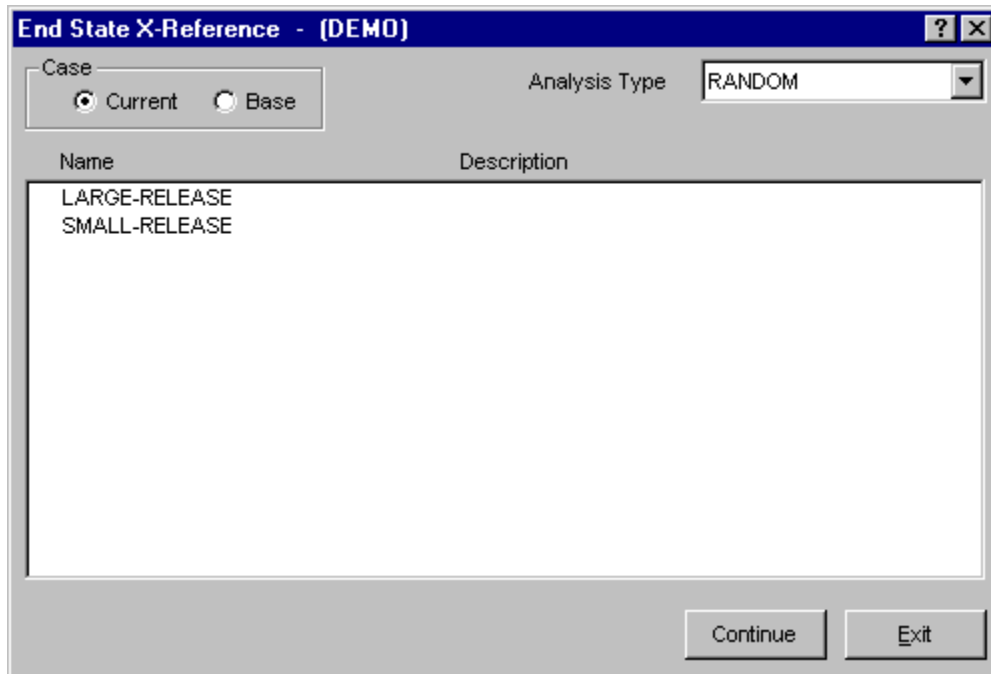 End State X-Reference - (DEMO)
Case
Current Base
Analysis Type RANDOM
Name Description
LARGE-RELEASE
SMALL-RELEASE
Continue Exit